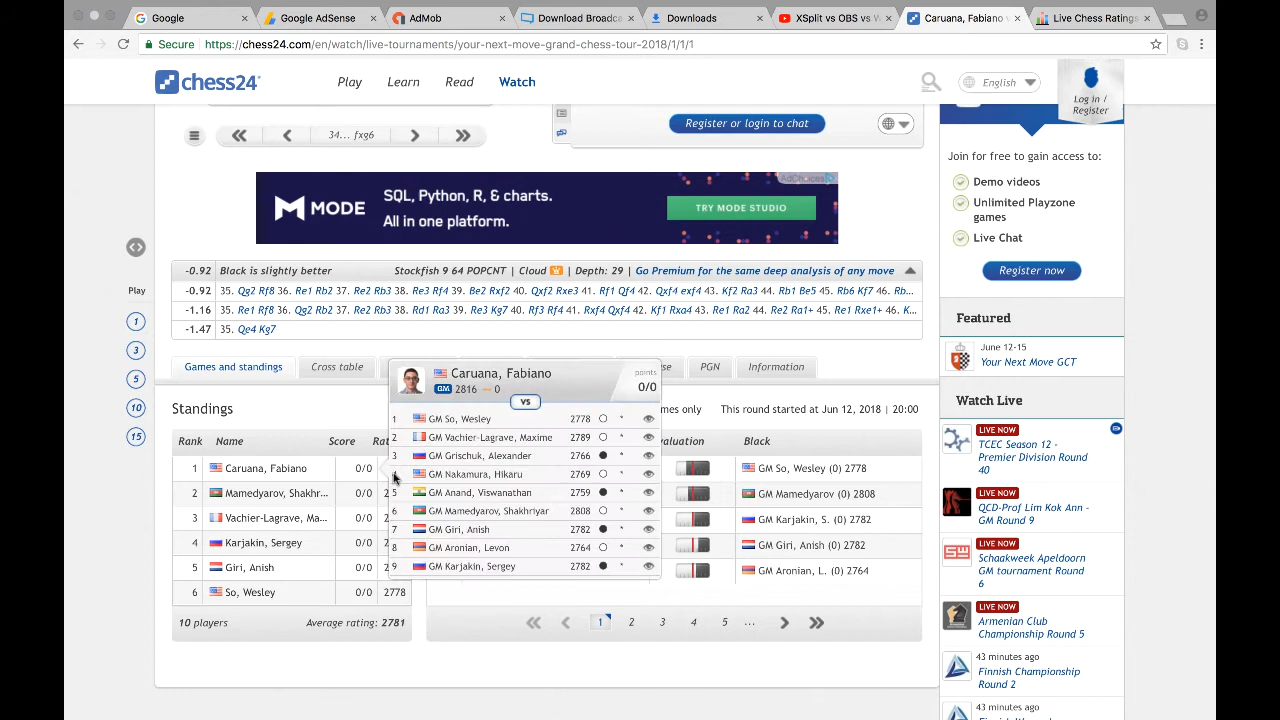 Google
Google AdSense
AdMob
Download Broadca
Downloads
XSplit vs OBS vs W
Caruana, Fabiano v
Live Chess Ratings
Secure
https://chess24.com/en/watch/live-tournaments/your-next-move-grand-chess-tour-2018/1/1/1
chess24
Play
Learn
Read
Watch
English
Log in /
Register
34... fxg6
Register or login to chat
Join for free to gain access to:
Demo videos
Unlimited Playzone
games
Live Chat
Register now
MODE
SQL, Python, R, & charts.
All in one platform.
TRY MODE STUDIO
AdChoices
-0.92 Black is slightly better Stockfish 9 64 POPCNT | Cloud | Depth: 29 | Go Premium for the same deep analysis of any move
-0.92 35. Qg2 Rf8 36. Re1 Rb2 37. Re2 Rb3 38. Re3 Rf4 39. Be2 Rxf2 40. Qxf2 Rxe3 41. Rf1 Qf4 42. Qxf4 exf4 43. Kf2 Ra3 44. Rb1 Be5 45. Rb6 Kf7 46. Rb...
-1.16 35. Re1 Rf8 36. Qg2 Rb2 37. Re2 Rb3 38. Rd1 Ra3 39. Re3 Kg7 40. Rf3 Rf4 41. Rxf4 Qxf4 42. Kf1 Rxa4 43. Re1 Ra2 44. Re2 Ra1+ 45. Re1 Rxe1+ 46. K...
-1.47 35. Qe4 Kg7
Play
1
3
5
10
15
Games and standings
Cross table
se
PGN
Information
Standings
mes only
This round started at Jun 12, 2018 | 20:00
Rank Name Score Rat
1 Caruana, Fabiano 0/0
2 Mamedyarov, Shakhr... 0/0 2
3 Vachier-Lagrave, Ma... 0/0
4 Karjakin, Sergey 0/0
5 Giri, Anish 0/0
6 So, Wesley 0/0 2778
10 players Average rating: 2781
Caruana, Fabiano
GM 2816 0
points
0/0
VS
1 GM So, Wesley 2778 *
2 GM Vachier-Lagrave, Maxime 2789 *
3 GM Grischuk, Alexander 2766 *
4 GM Nakamura, Hikaru 2769 *
5 GM Anand, Viswanathan 2759 *
6 GM Mamedyarov, Shakhriyar 2808 *
7 GM Giri, Anish 2782 *
8 GM Aronian, Levon 2764 *
9 GM Karjakin, Sergey 2782 *
valuation Black
GM So, Wesley (0) 2778
GM Mamedyarov (0) 2808
GM Karjakin, S. (0) 2782
GM Giri, Anish (0) 2782
GM Aronian, L. (0) 2764
1 2 3 4 5 ...
Featured
June 12-15
Your Next Move GCT
Watch Live
LIVE NOW
TCEC Season 12 -
Premier Division Round
40
LIVE NOW
QCD-Prof Lim Kok Ann -
GM Round 9
LIVE NOW
Schaakweek Apeldoorn
GM tournament Round
6
LIVE NOW
Armenian Club
Championship Round 5
43 minutes ago
Finnish Championship
Round 2
43 minutes ago